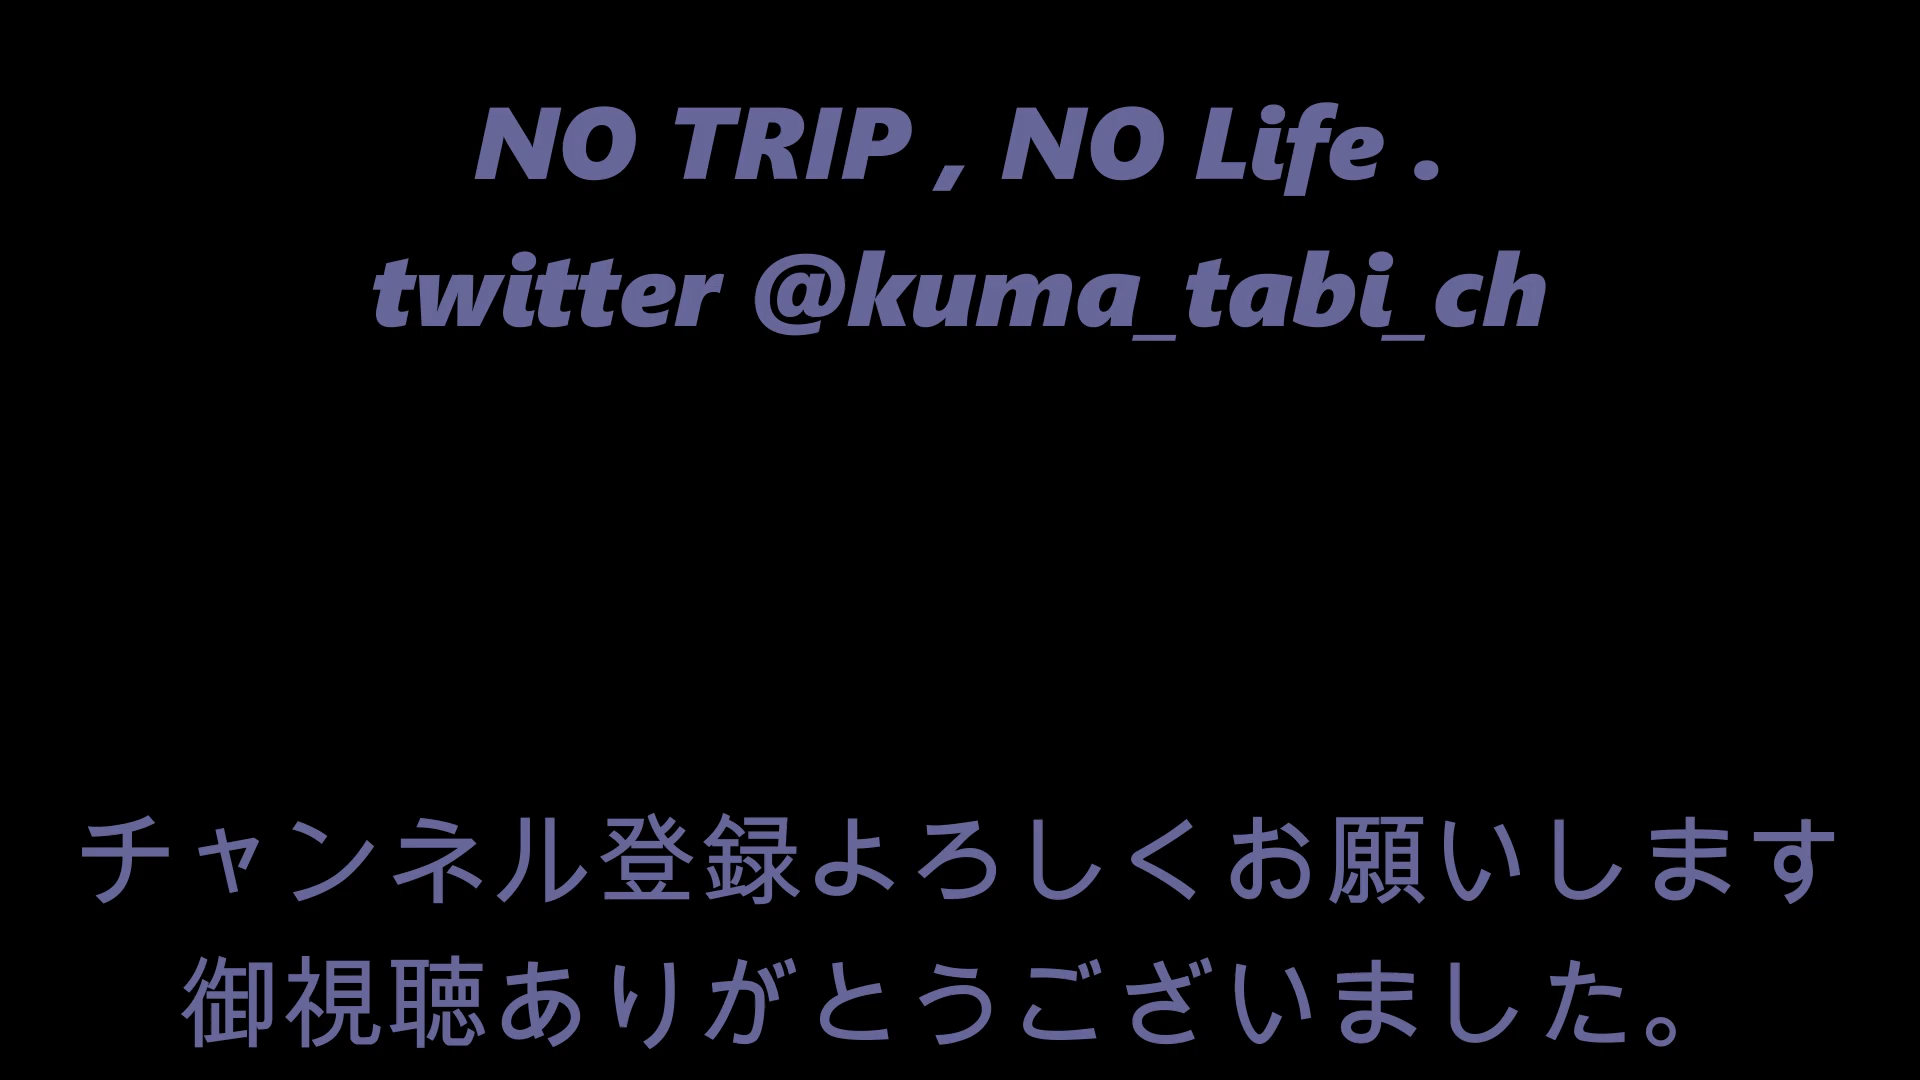 NO TRIP , NO Life .
twitter @kuma_tabi_ch
チャンネル登録よろしくお願いします
御視聴ありがとうございました。